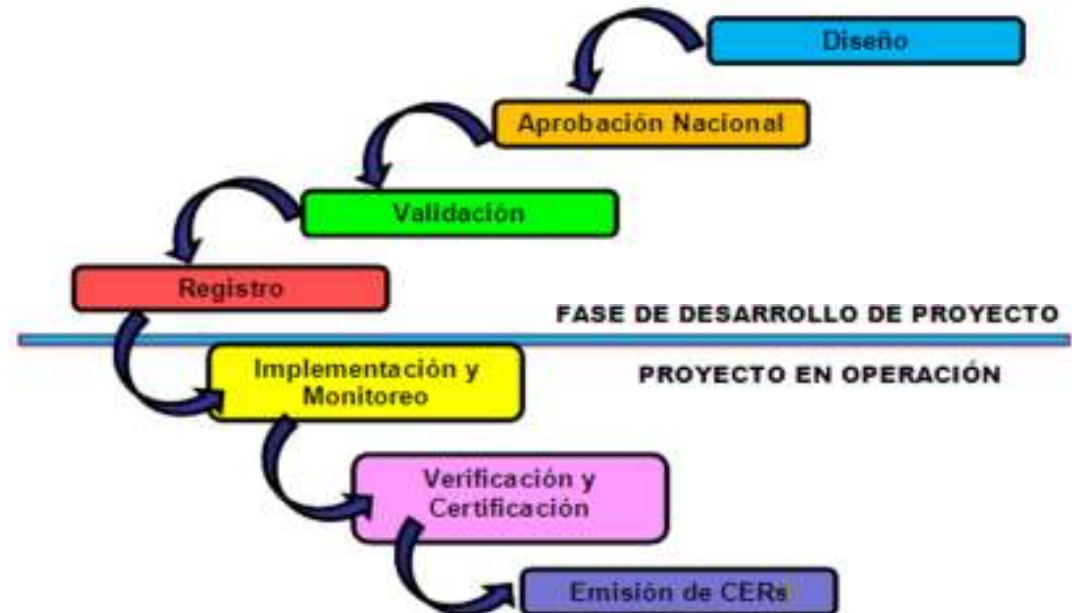 Diseño
Aprobación Nacional
Validación
Registro
FASE DE DESARROLLO DE PROYECTO
Implementación y
Monitoreo
PROYECTO EN OPERACIÓN
Verificación y
Certificación
Emisión de CERs